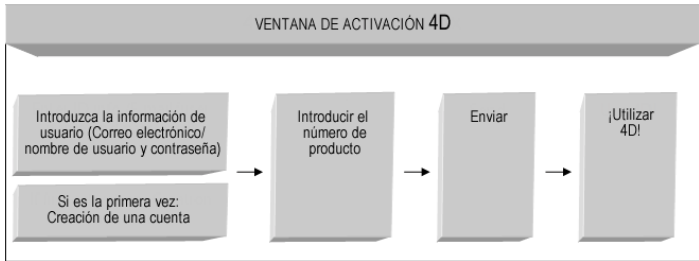 VENTANA DE ACTIVACIÓN 4D
Introduzca la información de
usuario (Correo electrónico/
nombre de usuario y contraseña)
Si es la primera vez:
Creación de una cuenta
Introducir el
número de
producto
Enviar
¡Utilizar
4D!